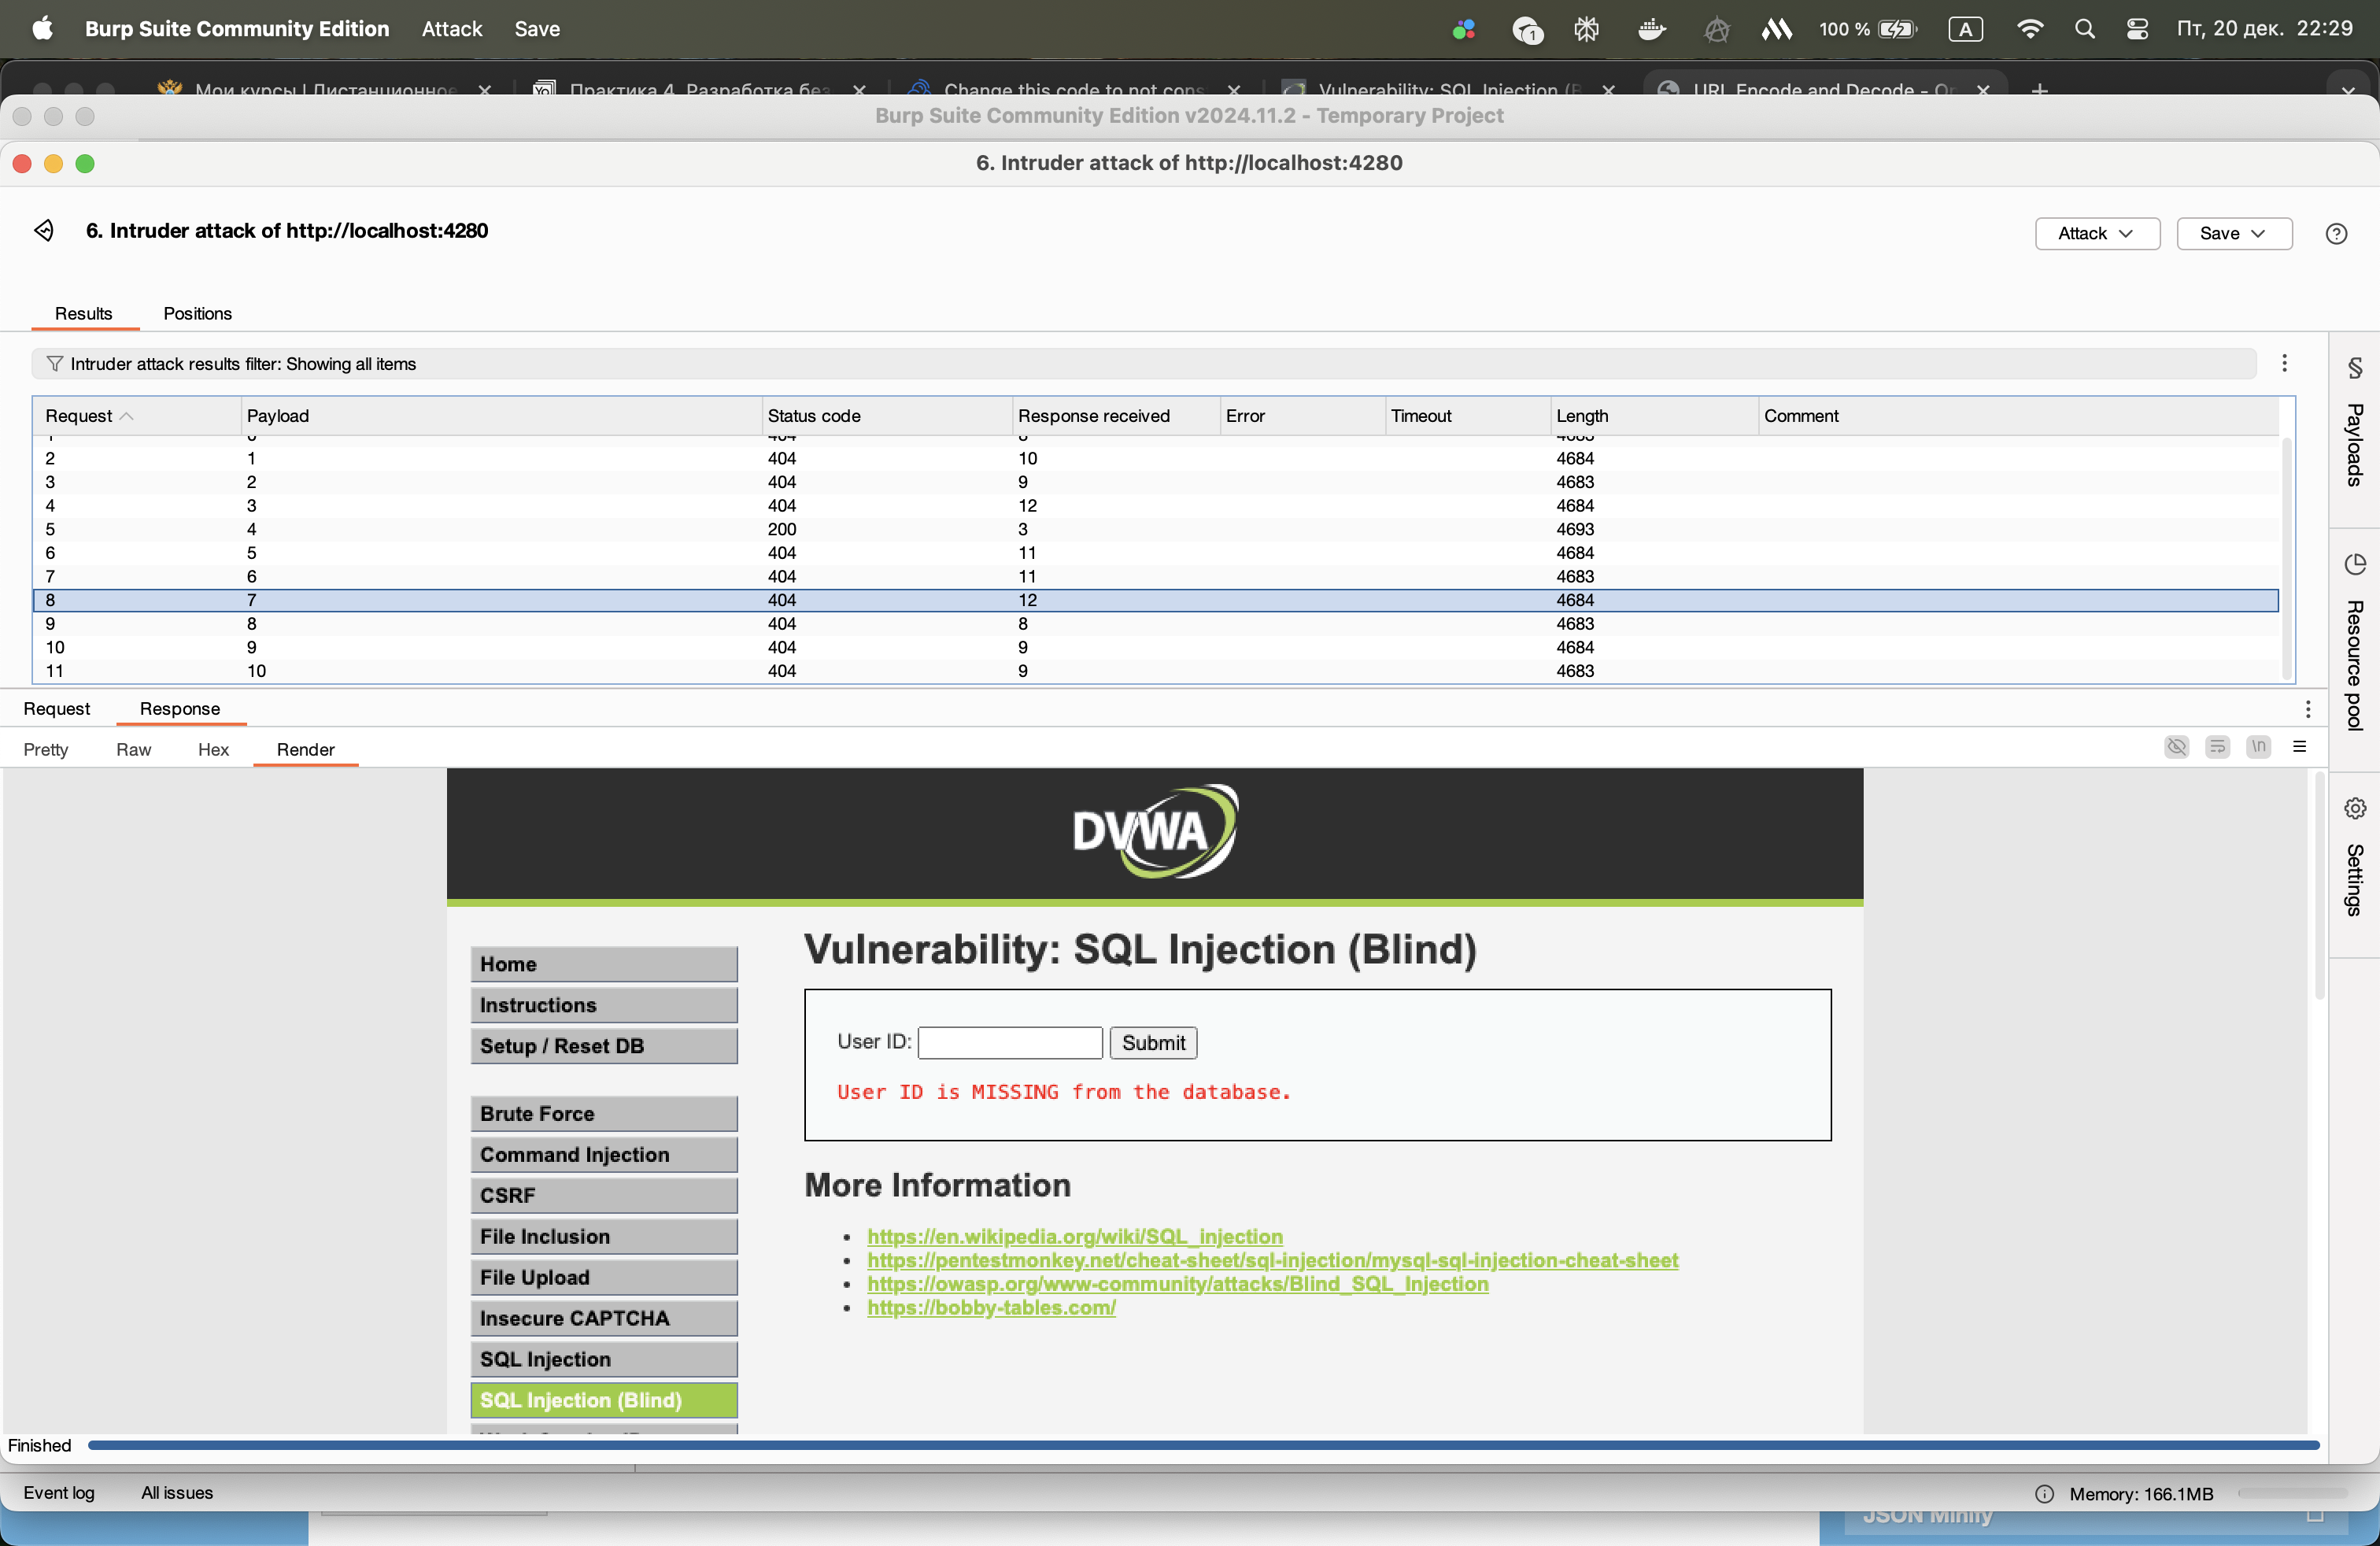 Burp Suite Community Edition Attack Save 1 100 % A Пт, 20 дек. 22:29
Мои курсы | Дистанционное Практика 4. Разработка без Change this code to not cons Vulnerability: SQL Injection (B URL Encode and Decode - On
Burp Suite Community Edition v2024.11.2 - Temporary Project
6. Intruder attack of http://localhost:4280
6. Intruder attack of http://localhost:4280 Attack Save ?
Results Positions
Intruder attack results filter: Showing all items
Request Payload Status code Response received Error Timeout Length Comment
1 0 404 8 4683
2 1 404 10 4684
3 2 404 9 4683
4 3 404 12 4684
5 4 200 3 4693
6 5 404 11 4684
7 6 404 11 4683
8 7 404 12 4684
9 8 404 8 4683
10 9 404 9 4684
11 10 404 9 4683
Payloads
Resource pool
Settings
Request Response
Pretty Raw Hex Render \n
DVWA
Vulnerability: SQL Injection (Blind)
User ID: Submit
User ID is MISSING from the database.
More Information
https://en.wikipedia.org/wiki/SQL_injection
https://pentestmonkey.net/cheat-sheet/sql-injection/mysql-sql-injection-cheat-sheet
https://owasp.org/www-community/attacks/Blind_SQL_Injection
https://bobby-tables.com/
Home
Instructions
Setup / Reset DB
Brute Force
Command Injection
CSRF
File Inclusion
File Upload
Insecure CAPTCHA
SQL Injection
SQL Injection (Blind)
Finished
Event log All issues Memory: 166.1MB
JSON Minify